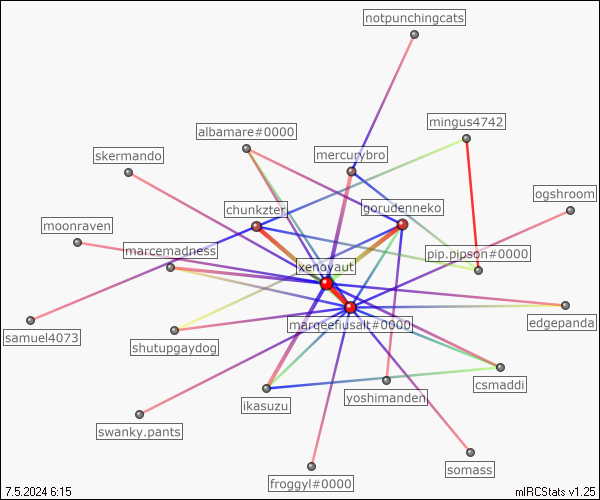 notpunchingcats
mingus4742
albamare#0000
mercurybro
skermando
ogshroom
chunkzter
gorudenneko
moonraven
marcemadness
pip.pipson#0000
xenoyaut
marqeefiusalt#0000
edgepanda
samuel4073
shutupgaydog
csmaddi
yoshimanden
ikasuzu
swanky.pants
somass
froggyl#0000
7.5.2024 6:15
mIRCStats v1.25